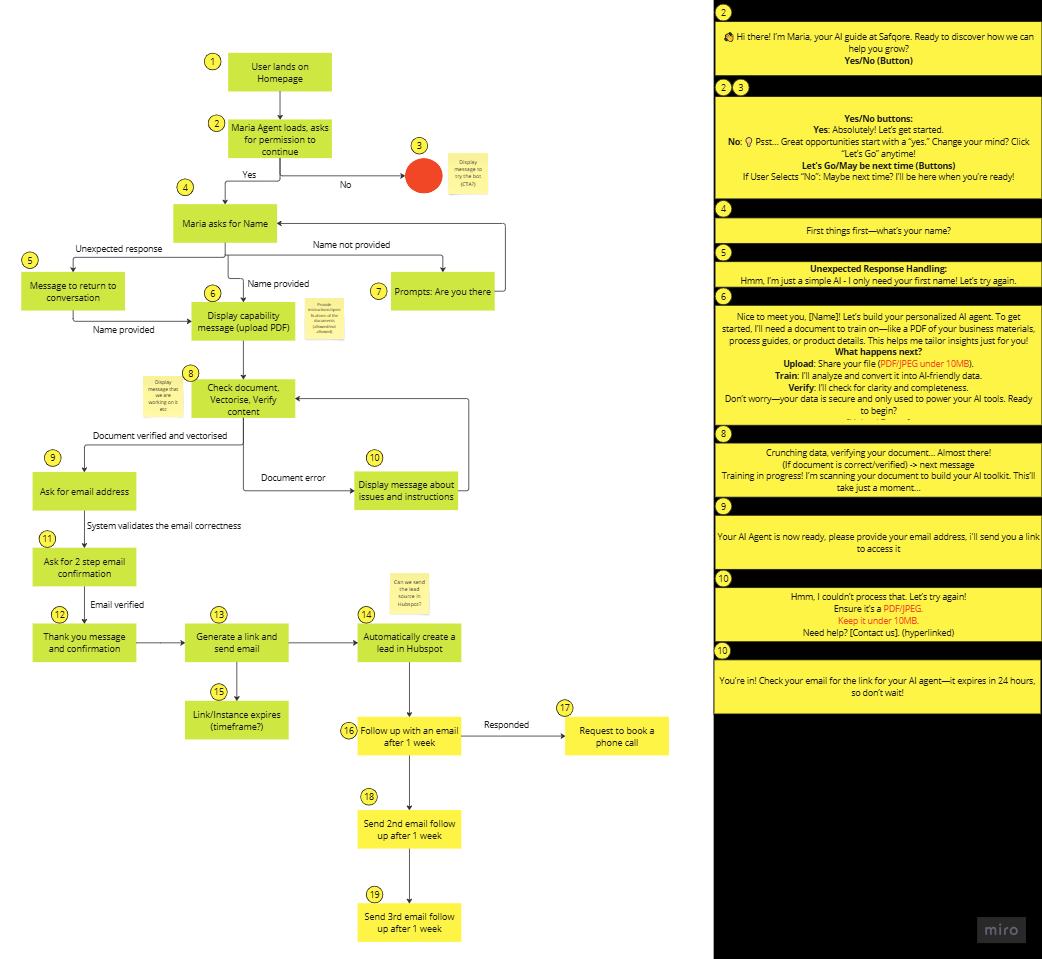 1
User lands on
Homepage
2
Maria Agent loads, asks
for permission to
continue
3
Display
message to
try the bot
(CTA?)
Yes
No
4
Maria asks for Name
Unexpected response
Name not provided
5
Message to return to
conversation
Name provided
Name provided
6
Display capability
message (upload PDF)
7
Prompts: Are you there
Provide
of the
documents
8
Check document,
Vectorise, Verify
content
Display
message that
we are
working on it
etc
Document verified and vectorised
Document error
9
Ask for email address
10
Display message about
issues and instructions
System validates the email correctness
11
Ask for 2 step email
confirmation
Email verified
12
Thank you message
and confirmation
13
Generate a link and
send email
14
Automatically create a
lead in Hubspot
Can we send
the lead
source in
Hubspot?
15
Link/Instance expires
(timeframe?)
16
Follow up with an email
after 1 week
Responded
17
Request to book a
phone call
18
Send 2nd email follow
up after 1 week
19
Send 3rd email follow
up after 1 week
2
👋 Hi there! I'm Maria, your AI guide at Safqore. Ready to discover how we can
help you grow?
Yes/No (Button)
2 3
Yes/No buttons:
Yes: Absolutely! Let's get started.
No: 💡 Psst... Great opportunities start with a "yes." Change your mind? Click
"Let's Go" anytime!
Let's Go/May be next time (Buttons)
If User Selects "No": Maybe next time? I'll be here when you're ready!
4
First things first—what's your name?
5
Unexpected Response Handling:
Hmm, I'm just a simple AI - I only need your first name! Let's try again.
6
Nice to meet you, [Name]! Let's build your personalized AI agent. To get
started, I'll need a document to train on—like a PDF of your business materials,
process guides, or product details. This helps me tailor insights just for you!
What happens next?
Upload: Share your file (PDF/JPEG under 10MB).
Train: I'll analyze and convert it into AI-friendly data.
Verify: I'll check for clarity and completeness.
Don't worry—your data is secure and only used to power your AI tools. Ready
to begin?
8
Crunching data, verifying your document... Almost there!
(If document is correct/verified) -> next message
Training in progress! I'm scanning your document to build your AI toolkit. This'll
take just a moment...
9
Your AI Agent is now ready, please provide your email address, i'll send you a link
to access it
10
Hmm, I couldn't process that. Let's try again!
Ensure it's a PDF/JPEG.
Keep it under 10MB.
Need help? [Contact us]. (hyperlinked)
10
You're in! Check your email for the link for your AI agent—it expires in 24 hours,
so don't wait!
miro